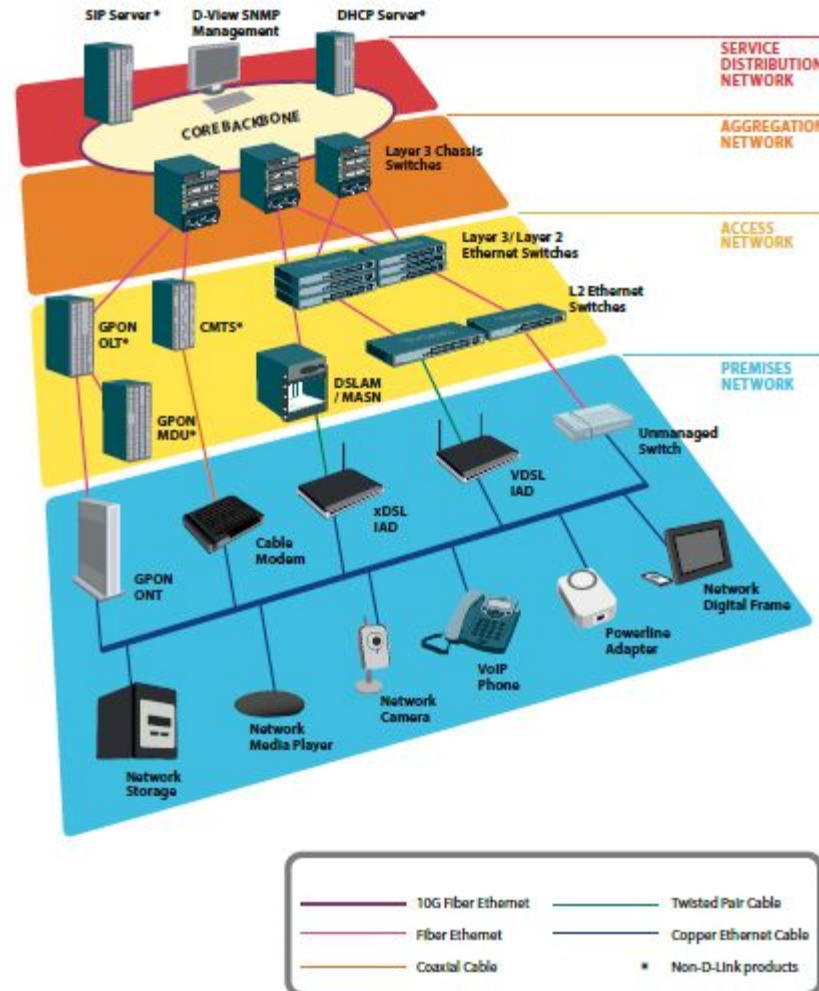 SIP Server*
D-View SNMP
Management
DHCP Server*
SERVICE
DISTRIBUTION
NETWORK
CORE BACKBONE
AGGREGATION
NETWORK
Layer 3 Chassis
Switches
ACCESS
NETWORK
Layer 3/ Layer 2
Ethernet Switches
L2 Ethernet
Switches
GPON
OLT*
CMTS*
PREMISES
NETWORK
DSLAM
/ MASN
GPON
MDU*
Unmanaged
Switch
VDSL
IAD
xDSL
IAD
Cable
Modem
GPON
ONT
Network
Digital Frame
Powerline
Adapter
VoIP
Phone
Network
Camera
Network
Media Player
Network
Storage
10G Fiber Ethernet
Twisted Pair Cable
Fiber Ethernet
Copper Ethernet Cable
Coaxial Cable
* Non-D-Link products